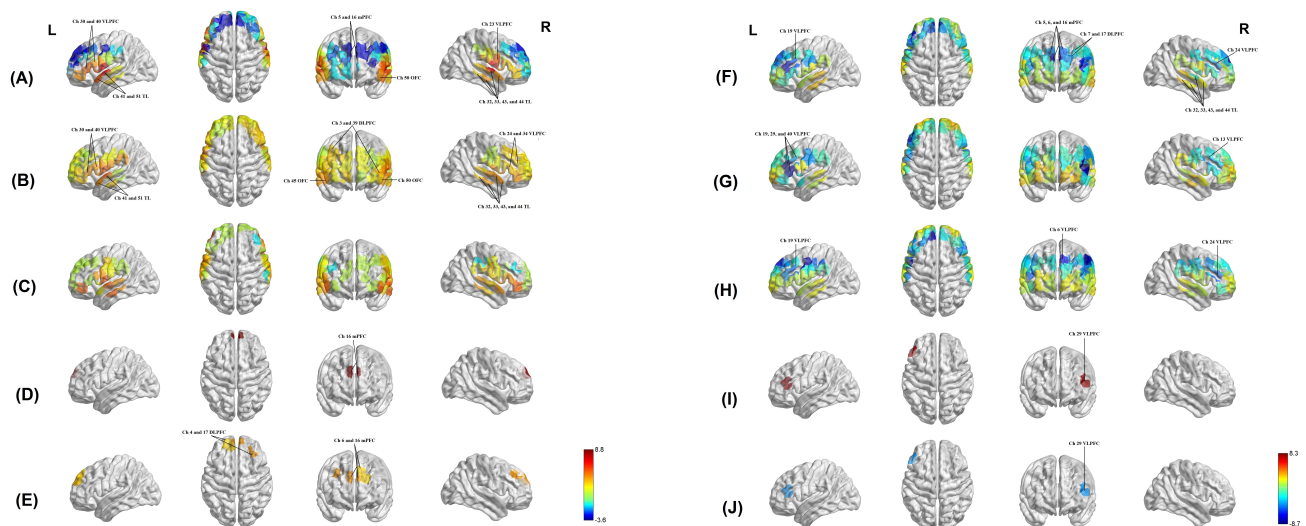 L
R
Ch 30 and 40 VLPFC
Ch 5 and 16 mPFC
Ch 23 VLPFC
(A)
Ch 50 OFC
Ch 41 and 51 TL
Ch 32, 33, 43, and 44 TL
Ch 30 and 40 VLPFC
Ch 3 and 39 DLPFC
Ch 24 and 34 VLPFC
(B)
Ch 45 OFC
Ch 50 OFC
Ch 41 and 51 TL
Ch 32, 33, 43, and 44 TL
(C)
Ch 16 mPFC
(D)
Ch 4 and 17 DLPFC
Ch 6 and 16 mPFC
(E)
8.8
-3.6
L
R
Ch 19 VLPFC
Ch 5, 6, and 16 mPFC
Ch 7 and 17 DLPFC
Ch 24 VLPFC
(F)
Ch 32, 33, 43, and 44 TL
Ch 19, 29, and 40 VLPFC
Ch 13 VLPFC
(G)
Ch 19 VLPFC
Ch 6 VLPFC
Ch 24 VLPFC
(H)
Ch 29 VLPFC
(I)
Ch 29 VLPFC
(J)
8.3
-8.7